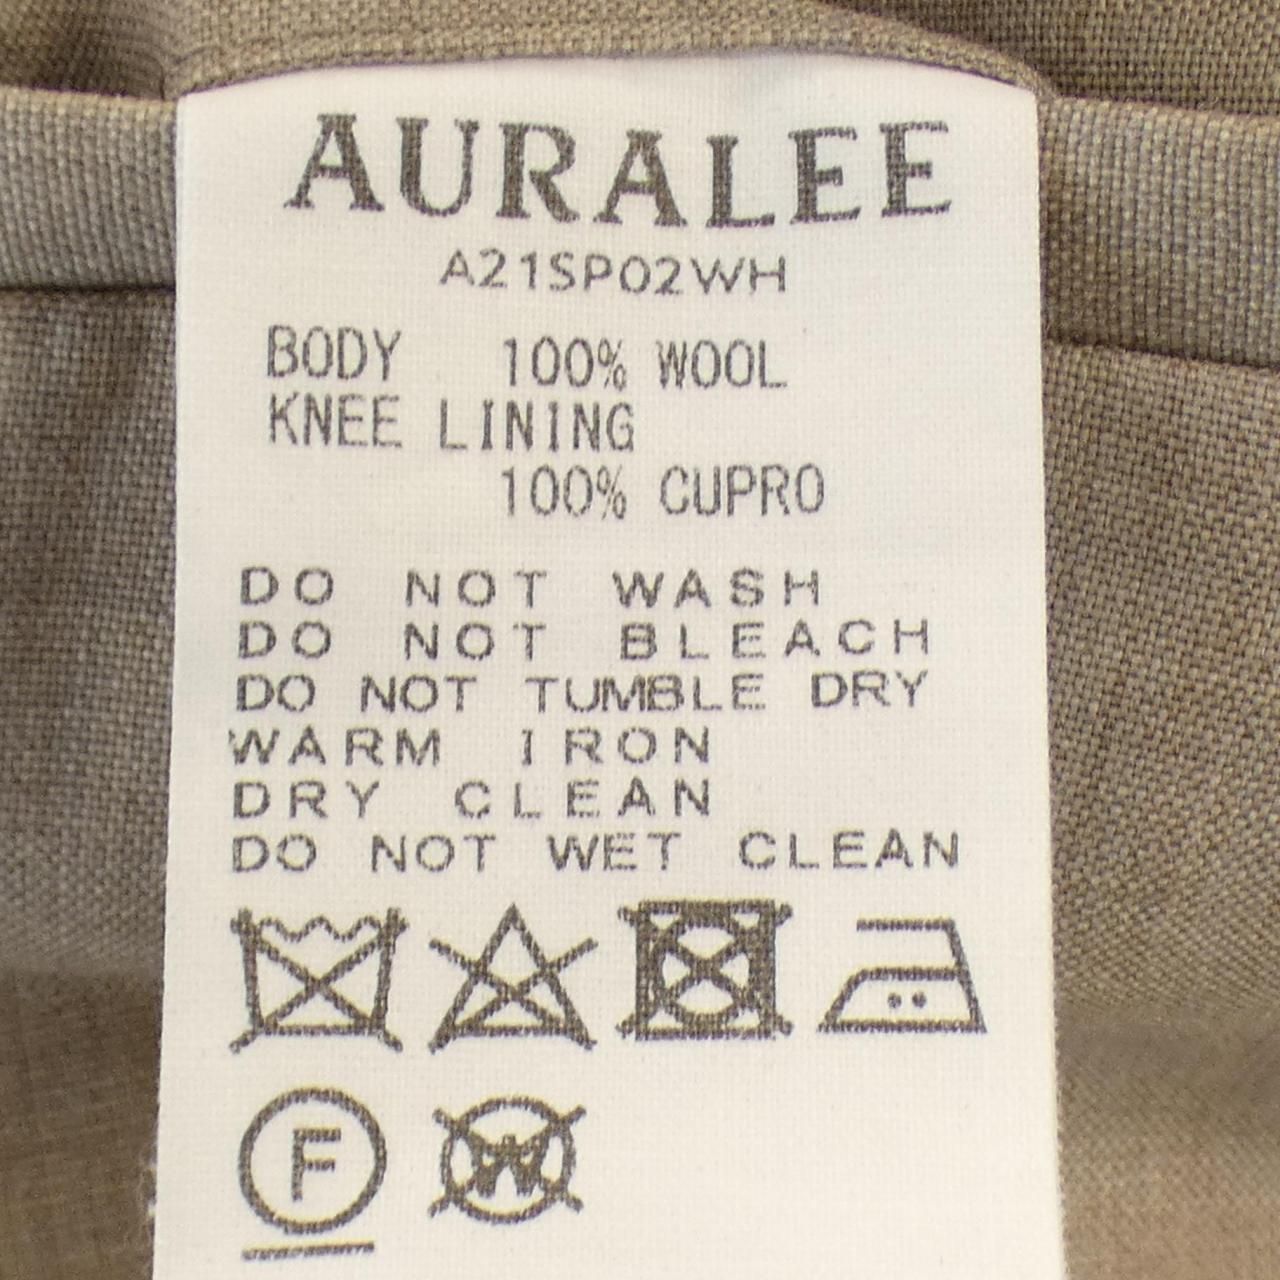 AURALEE
A21SP02WH
BODY 100% WOOL
KNEE LINING
100% CUPRO
DO NOT WASH
DO NOT BLEACH
DO NOT TUMBLE DRY
WARM IRON
DRY CLEAN
DO NOT WET CLEAN
F W